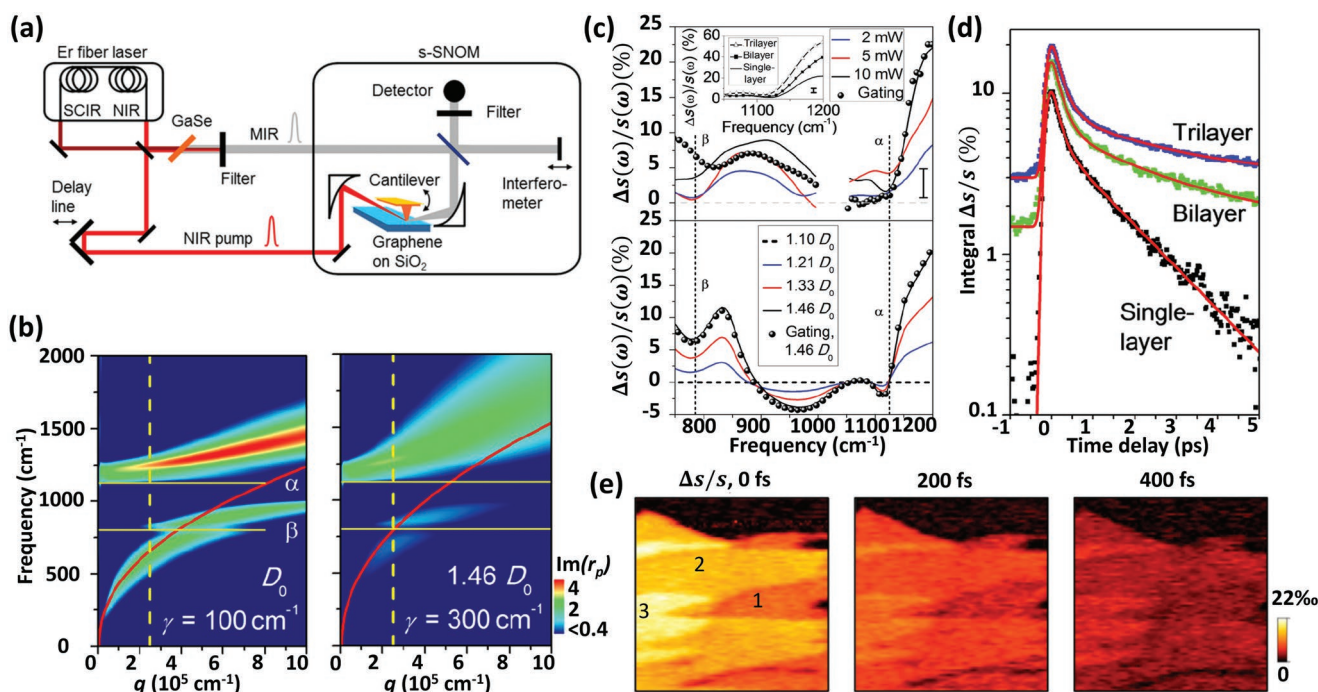 (a)
Er fiber laser
SCIR NIR
GaSe
MIR
Filter
Delay
line
NIR pump
s-SNOM
Detector
Filter
Cantilever
Interfero-
meter
Graphene
on SiO₂
(b)
Frequency (cm⁻¹)
2000
1500
1000
500
0
α
β
D₀
γ = 100 cm⁻¹
0 2 4 6 8 10
q (10⁵ cm⁻¹)
1.46 D₀
γ = 300 cm⁻¹
0 2 4 6 8 10
q (10⁵ cm⁻¹)
Im(rₚ)
4
2
<0.4
(c)
Δs(ω)/s(ω)(%)
25
20
15
10
5
0
β
α
Δs(ω)/s(ω) (%)
60
40
20
0
Trilayer
Bilayer
Single-
layer
1100 1200
Frequency (cm⁻¹)
2 mW
5 mW
10 mW
Gating
Δs(ω)/s(ω)(%)
25
20
15
10
5
0
-5
β
α
1.10 D₀
1.21 D₀
1.33 D₀
1.46 D₀
Gating,
1.46 D₀
800 900 1000 1100 1200
Frequency (cm⁻¹)
(d)
Integral Δs/s (%)
10
1
0.1
Trilayer
Bilayer
Single-
layer
-1 0 1 2 3 4 5
Time delay (ps)
(e)
Δs/s, 0 fs
200 fs
400 fs
2
1
3
22‰
0